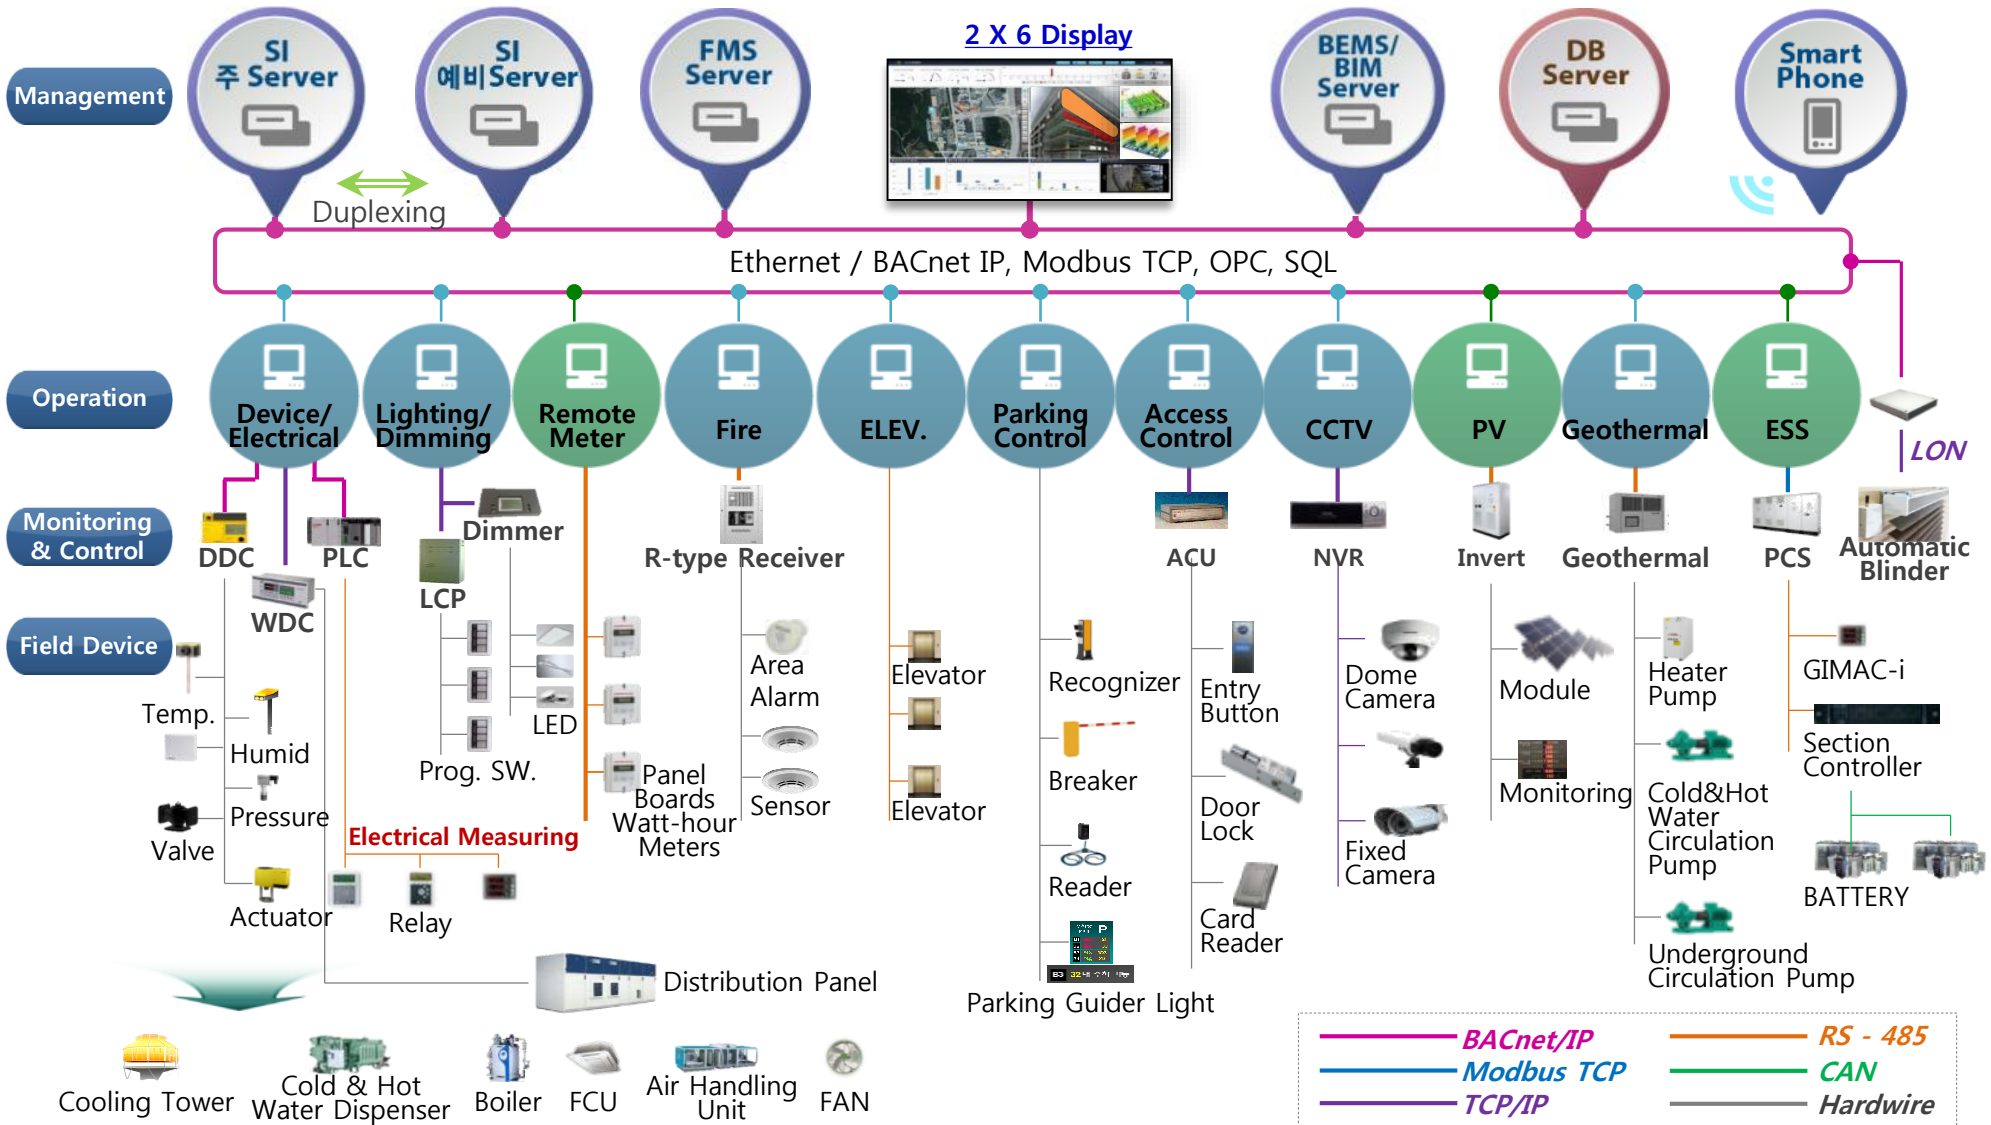 2 X 6 Display
Management
SI
주 Server
SI
예비 Server
FMS
Server
BEMS/
BIM
Server
DB
Server
Smart
Phone
Duplexing
Ethernet / BACnet IP, Modbus TCP, OPC, SQL
Operation
Device/
Electrical
Lighting/
Dimming
Remote
Meter
Fire
ELEV.
Parking
Control
Access
Control
CCTV
PV
Geothermal
ESS
LON
Monitoring
& Control
DDC
PLC
WDC
Dimmer
LCP
R-type Receiver
ACU
NVR
Invert
Geothermal
PCS
Automatic
Blinder
Field Device
Temp.
Humid
Pressure
Valve
Actuator
Electrical Measuring
Relay
Prog. SW.
LED
Panel
Boards
Watt-hour
Meters
Area
Alarm
Sensor
Elevator
Elevator
Recognizer
Breaker
Reader
P
B3 32
Parking Guider Light
Entry
Button
Door
Lock
Card
Reader
Dome
Camera
Fixed
Camera
Module
Monitoring
Heater
Pump
Cold&Hot
Water
Circulation
Pump
Underground
Circulation Pump
GIMAC-i
Section
Controller
BATTERY
Distribution Panel
Cooling Tower
Cold & Hot
Water Dispenser
Boiler
FCU
Air Handling
Unit
FAN
BACnet/IP
RS - 485
Modbus TCP
CAN
TCP/IP
Hardwire